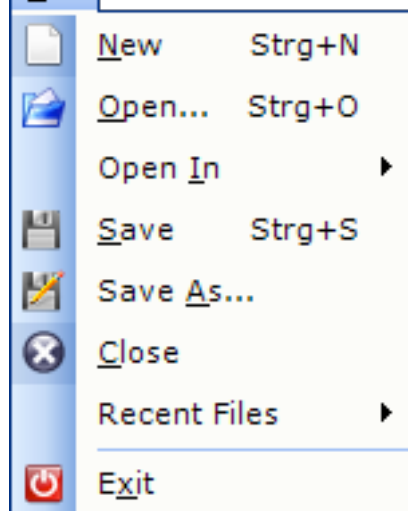 New Strg+N
Open... Strg+O
Open In
Save Strg+S
Save As...
Close
Recent Files
Exit